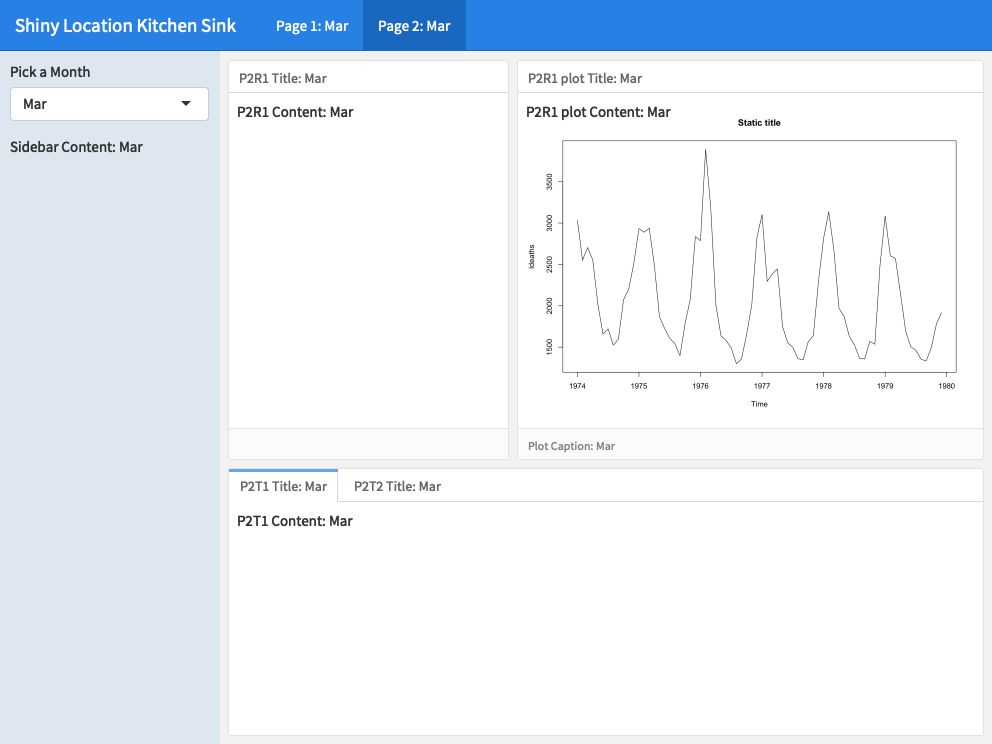 Shiny Location Kitchen Sink
Page 1: Mar
Page 2: Mar
Pick a Month
Mar
Sidebar Content: Mar
P2R1 Title: Mar
P2R1 Content: Mar
P2R1 plot Title: Mar
P2R1 plot Content: Mar
Static title
3500
3000
2500
2000
1500
ldeaths
1974 1975 1976 1977 1978 1979 1980
Time
Plot Caption: Mar
P2T1 Title: Mar
P2T2 Title: Mar
P2T1 Content: Mar